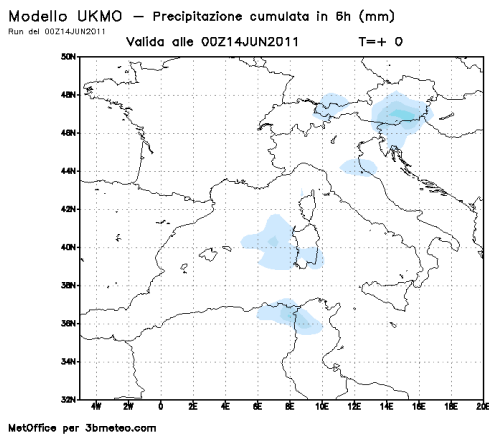 Modello UKMO – Precipitazione cumulata in 6h (mm)
Run del 00Z14JUN2011
Valida alle 00Z14JUN2011 T=+ 0
50N
48N
46N
44N
42N
40N
38N
36N
34N
32N
4W 2W 0 2E 4E 6E 8E 10E 12E 14E 16E 18E 20E
MetOffice per 3bmeteo.com